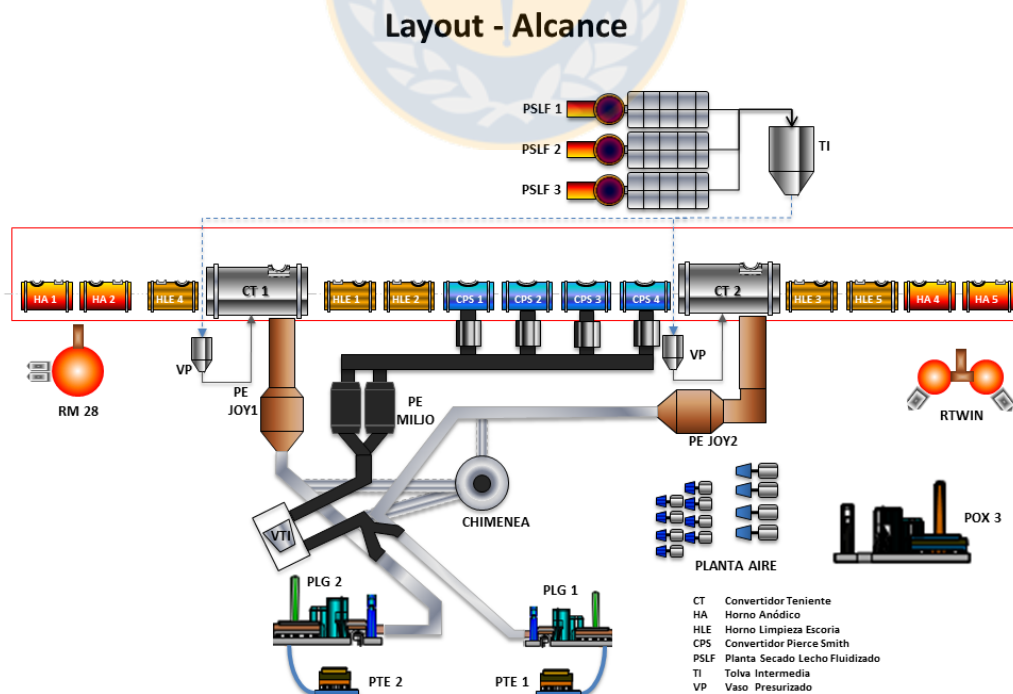 Layout - Alcance
PSLF 1
PSLF 2
TI
PSLF 3
HA 1
HA 2
HLE 4
CT 1
HLE 1
HLE 2
CPS 1
CPS 2
CPS 3
CPS 4
CT 2
HLE 3
HLE 5
HA 4
HA 5
VP
VP
RM 28
PE
JOY1
PE
MILJO
PE JOY2
RTWIN
CHIMENEA
VTI
PLANTA AIRE
POX 3
PLG 2
PLG 1
PTE 2
PTE 1
CT Convertidor Teniente
HA Horno Anódico
HLE Horno Limpieza Escoria
CPS Convertidor Pierce Smith
PSLF Planta Secado Lecho Fluidizado
TI Tolva Intermedia
VP Vaso Presurizado